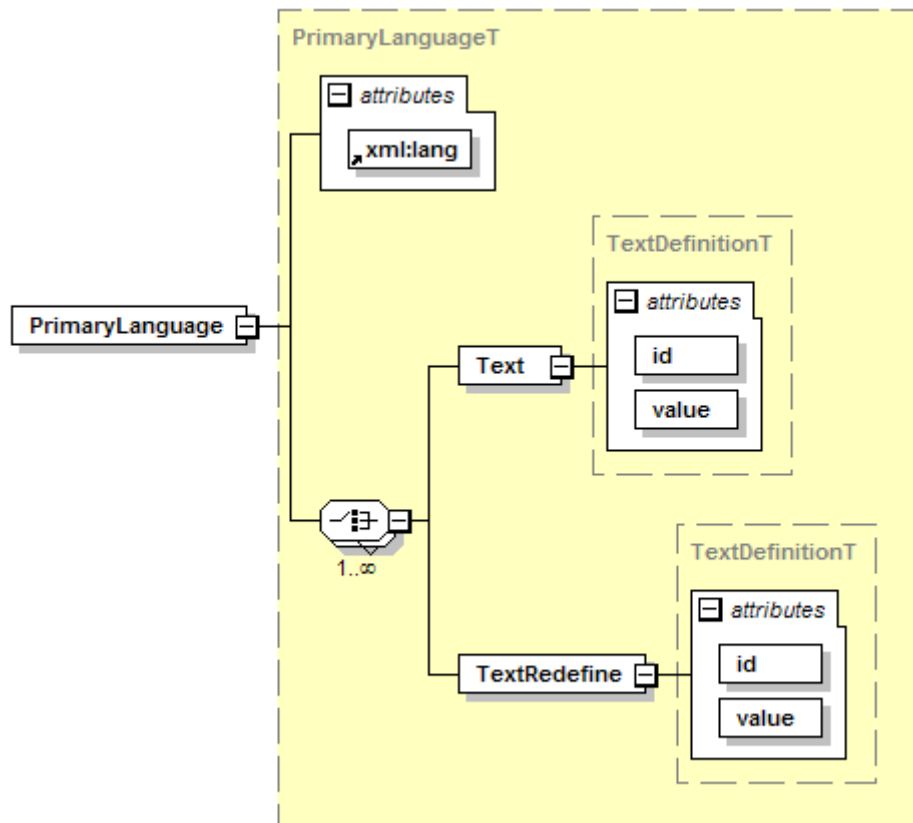 PrimaryLanguageT
attributes
xml:lang
TextDefinitionT
attributes
PrimaryLanguage
Text
id
value
1..∞
TextDefinitionT
attributes
TextRedefine
id
value